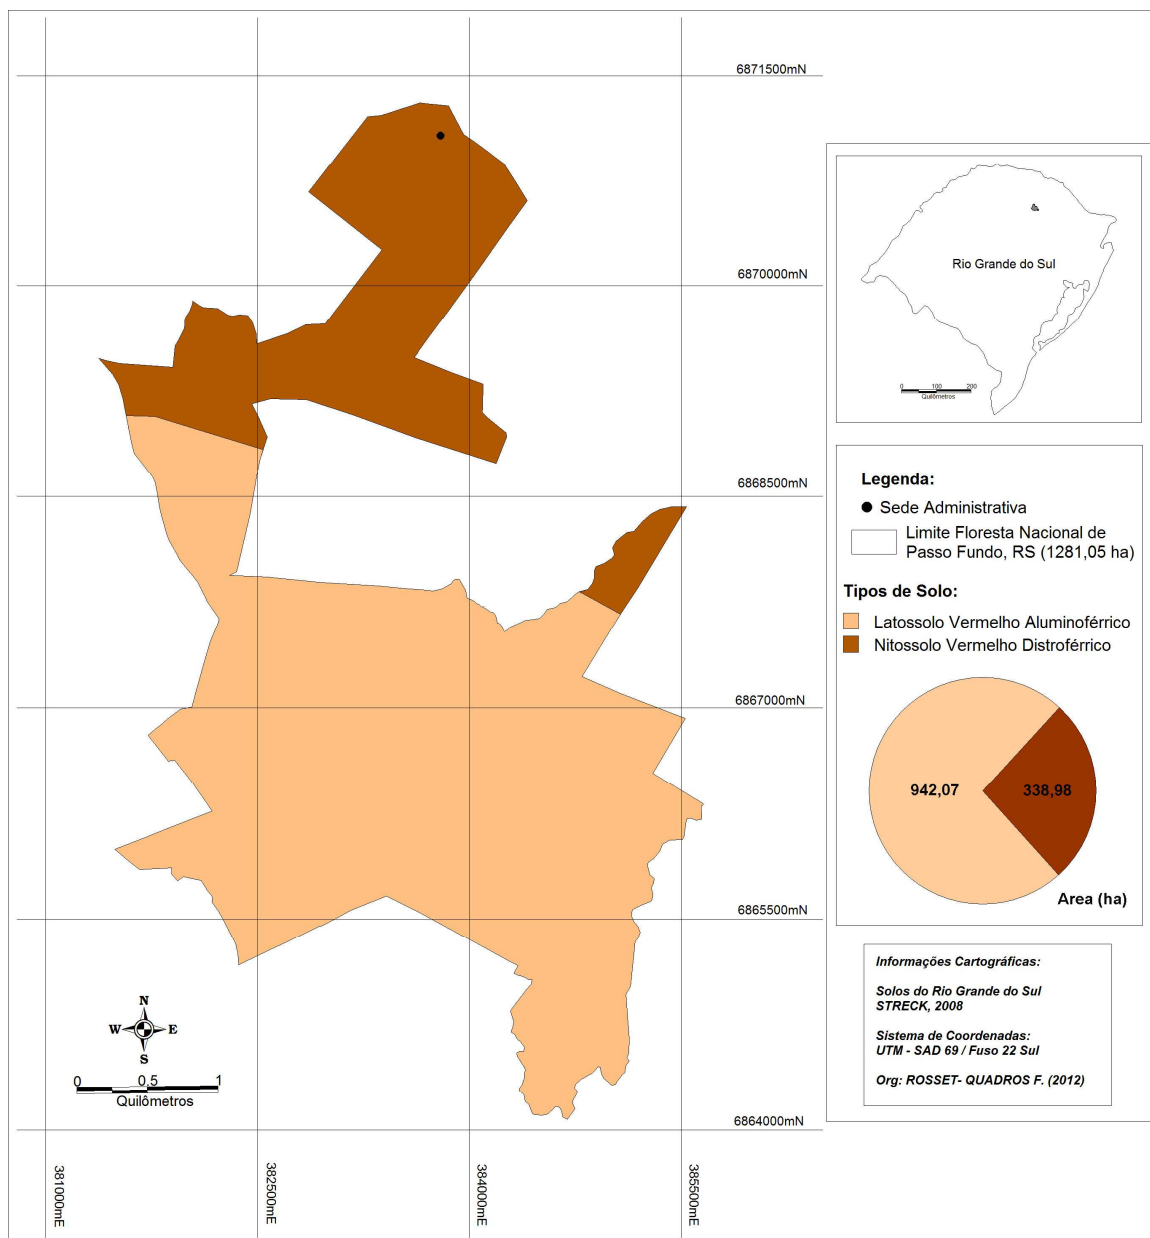 6871500mN
6870000mN
6868500mN
6867000mN
6865500mN
6864000mN
381000mE
382500mE
384000mE
385500mE
N
W E
S
0 0,5 1
Quilômetros
Rio Grande do Sul
0 100 200
Quilômetros
Legenda:
Sede Administrativa
Limite Floresta Nacional de
Passo Fundo, RS (1281,05 ha)
Tipos de Solo:
Latossolo Vermelho Aluminoférrico
Nitossolo Vermelho Distroférrico
942,07
338,98
Area (ha)
Informações Cartográficas:
Solos do Rio Grande do Sul
STRECK, 2008
Sistema de Coordenadas:
UTM - SAD 69 / Fuso 22 Sul
Org: ROSSET- QUADROS F. (2012)